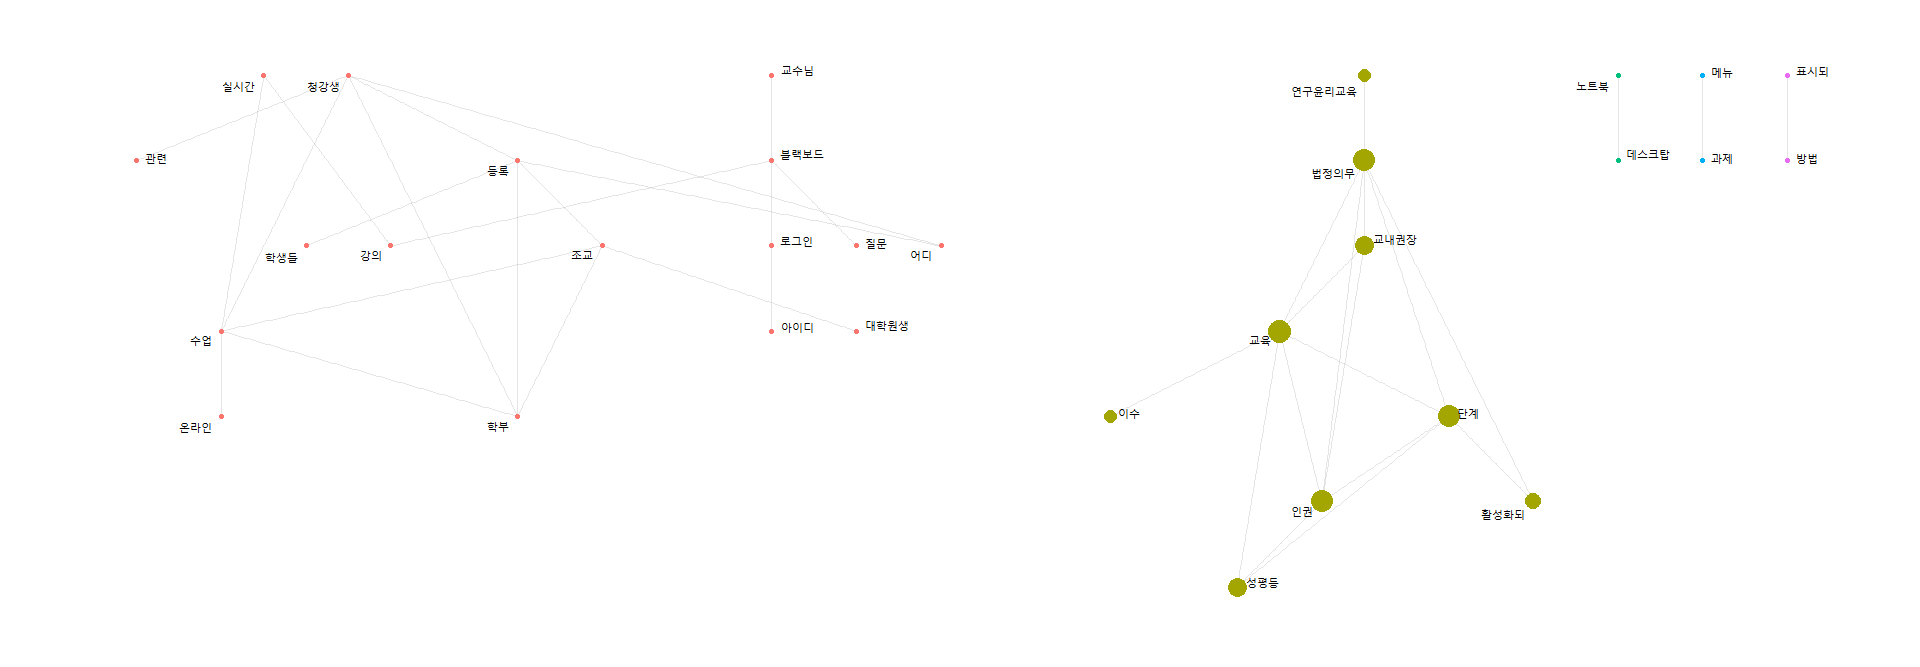 교수님
표시되
메뉴
실시간
청강생
노트북
연구윤리교육
블랙보드
데스크탑
관련
과제
방법
등록
법정의무
교내권장
로그인
질문
학생들
강의
조교
어디
대학원생
아이디
수업
교육
이수
단계
온라인
학부
인권
활성화되
성평등